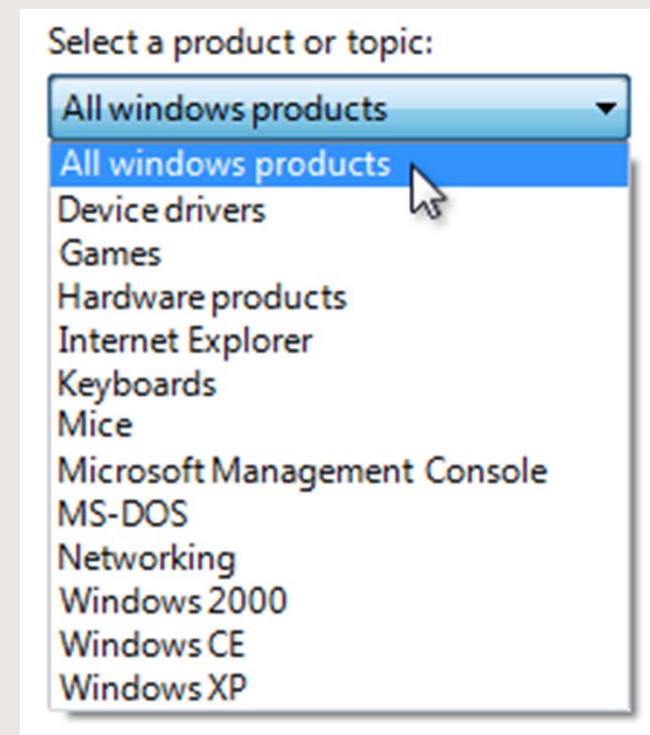 Select a product or topic:
All windows products
All windows products
Device drivers
Games
Hardware products
Internet Explorer
Keyboards
Mice
Microsoft Management Console
MS-DOS
Networking
Windows 2000
Windows CE
Windows XP